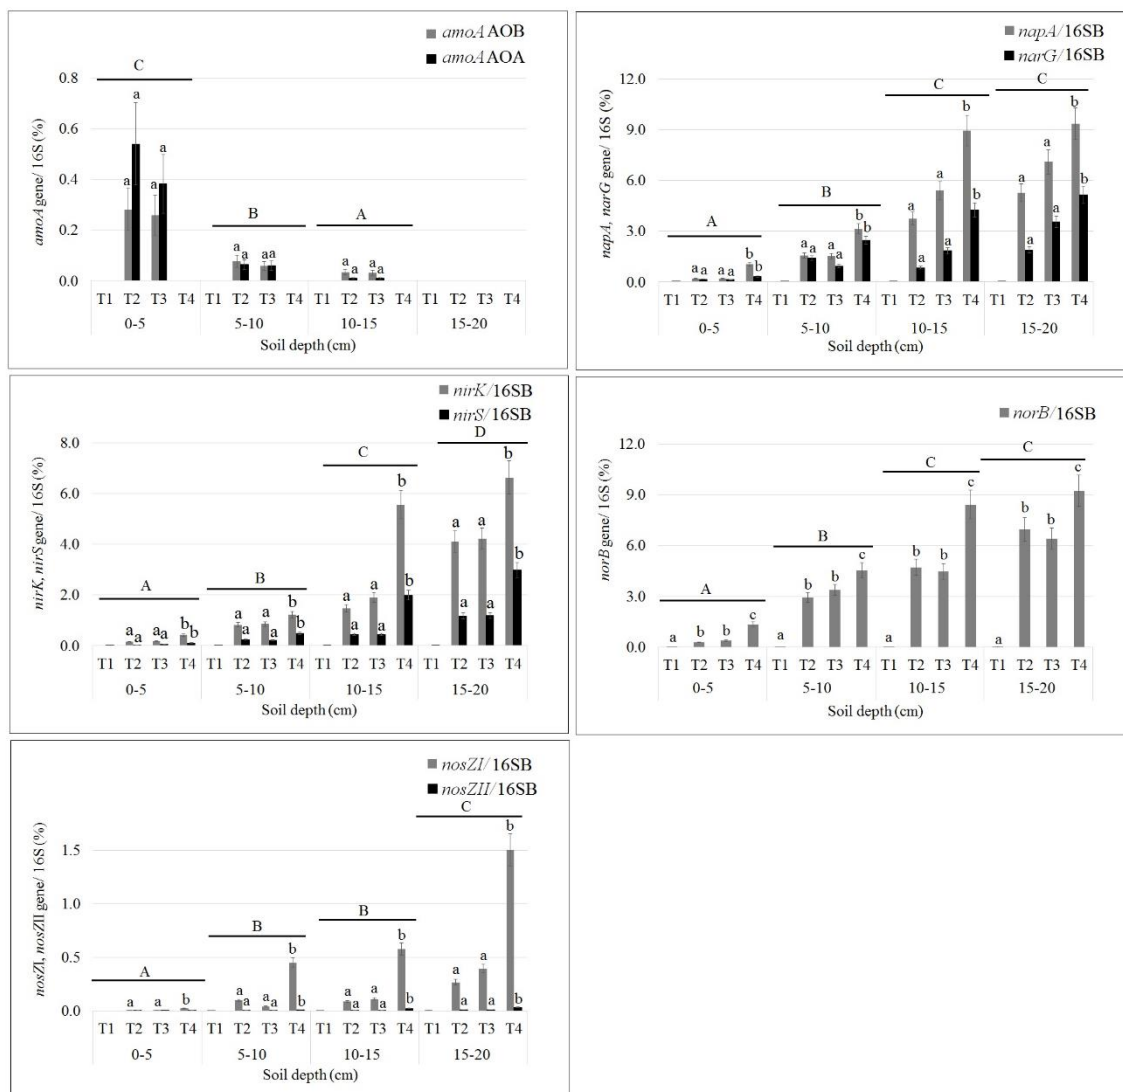 amoA AOB
amoA AOA
C
0.8
a
0.6
a
a
a
0.4
B
A
0.2
a a a a
a a a a
0.0
T1 T2 T3 T4 T1 T2 T3 T4 T1 T2 T3 T4 T1 T2 T3 T4
0-5 5-10 10-15 15-20
Soil depth (cm)
amoA gene/ 16S (%)
napA/16SB
narG/16SB
12.0
C C
b b
9.0
a
a
a
b
b
6.0
B
a
a
A
b
b
3.0
a a a a
a
a
a
b
a a a a b
0.0
T1 T2 T3 T4 T1 T2 T3 T4 T1 T2 T3 T4 T1 T2 T3 T4
0-5 5-10 10-15 15-20
Soil depth (cm)
napA, narG gene/ 16S (%)
nirK/16SB
nirS/16SB
D
8.0
C
b
b
6.0
a a
4.0
B
b
A
a
a
b
2.0
a a b
a a
a a b
a a
a a a a b b
0.0
T1 T2 T3 T4 T1 T2 T3 T4 T1 T2 T3 T4 T1 T2 T3 T4
0-5 5-10 10-15 15-20
Soil depth (cm)
nirK, nirS gene/ 16S (%)
norB/16SB
12.0
C C
c
c
9.0
b
b
B
6.0
b b
c
A
b
b
3.0
c
a b b a a a
0.0
T1 T2 T3 T4 T1 T2 T3 T4 T1 T2 T3 T4 T1 T2 T3 T4
0-5 5-10 10-15 15-20
Soil depth (cm)
norB gene/ 16S (%)
nosZI/16SB
nosZII/16SB
C
b
1.5
1.0
B
B
b
b
0.5
A
a
a
a a b a a a a b a a a a b a a b
0.0
T1 T2 T3 T4 T1 T2 T3 T4 T1 T2 T3 T4 T1 T2 T3 T4
0-5 5-10 10-15 15-20
Soil depth (cm)
nosZI, nosZII gene/ 16S (%)